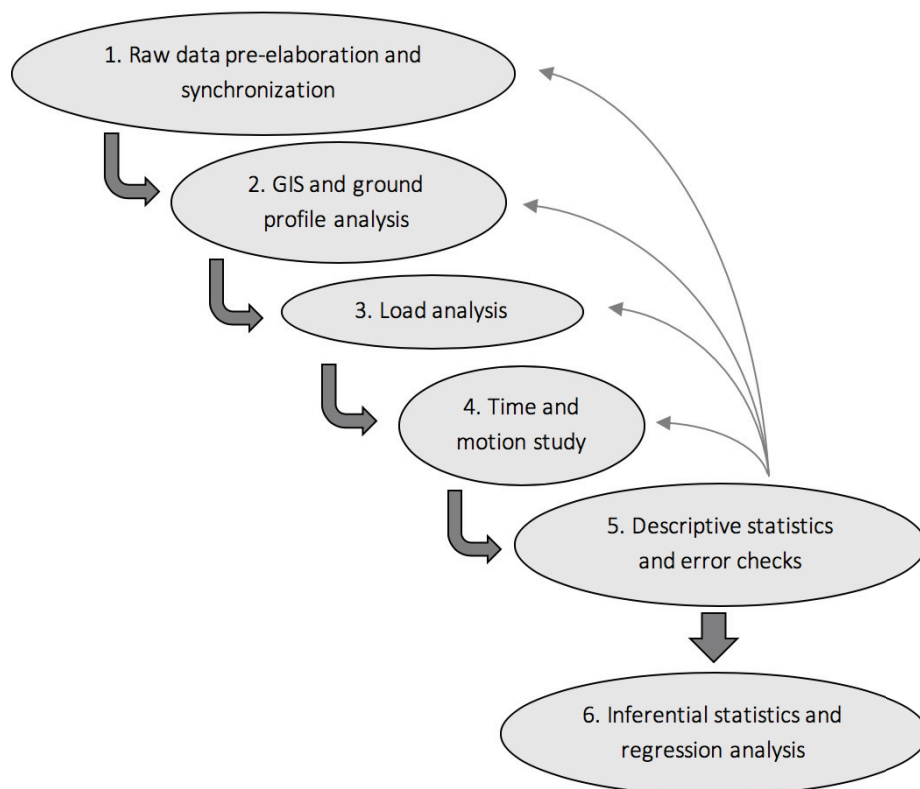 1. Raw data pre-elaboration and
synchronization
2. GIS and ground
profile analysis
3. Load analysis
4. Time and
motion study
5. Descriptive statistics
and error checks
6. Inferential statistics and
regression analysis